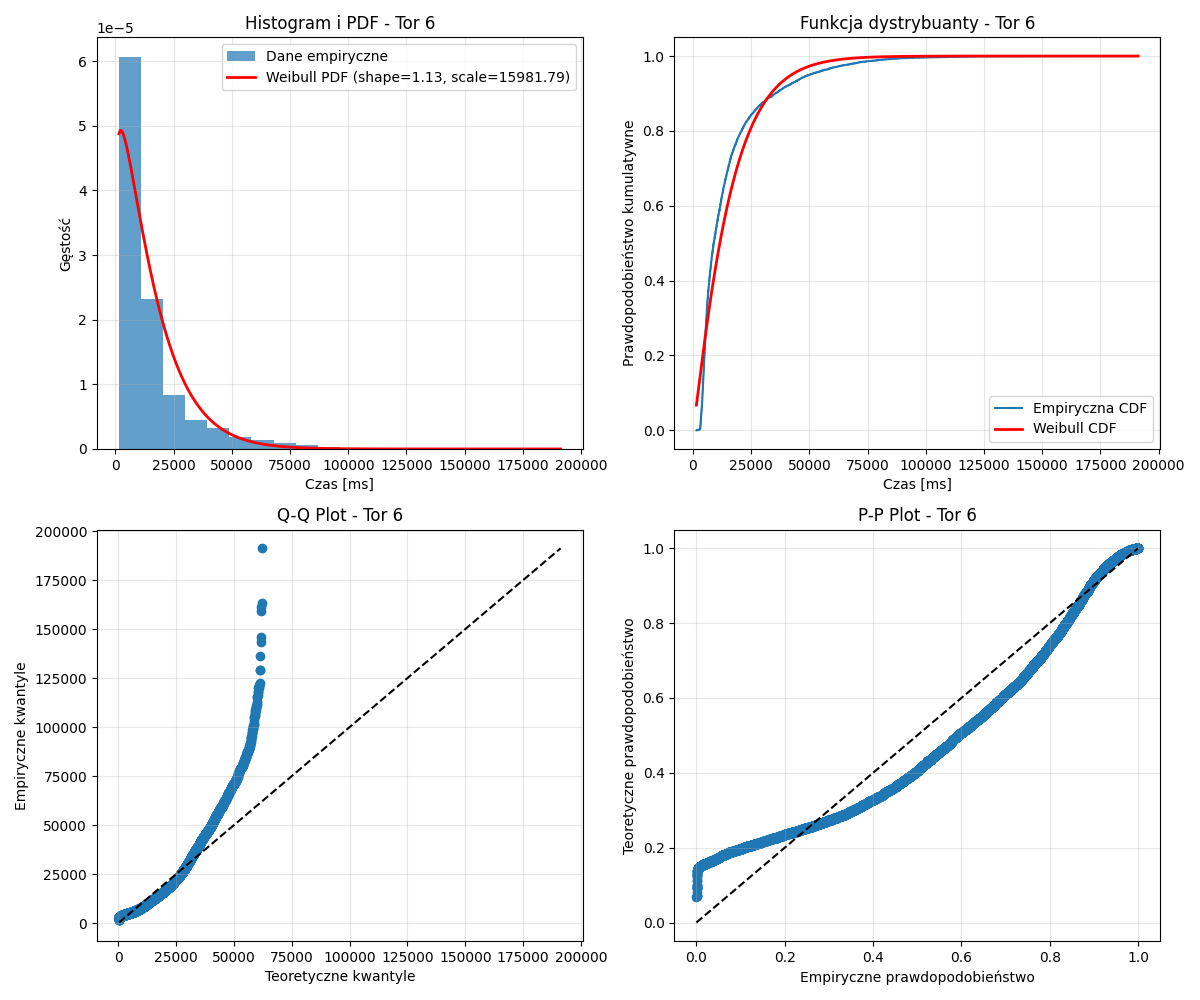 Histogram i PDF - Tor 6
1e−5
Dane empiryczne
Weibull PDF (shape=1.13, scale=15981.79)
Gęstość
6
5
4
3
2
1
0
0 25000 50000 75000 100000 125000 150000 175000 200000
Czas [ms]
Funkcja dystrybuanty - Tor 6
Prawdopodobieństwo kumulatywne
1.0
0.8
0.6
0.4
0.2
0.0
Empiryczna CDF
Weibull CDF
0 25000 50000 75000 100000 125000 150000 175000 200000
Czas [ms]
Q-Q Plot - Tor 6
Empiryczne kwantyle
200000
175000
150000
125000
100000
75000
50000
25000
0
0 25000 50000 75000 100000 125000 150000 175000 200000
Teoretyczne kwantyle
P-P Plot - Tor 6
Teoretyczne prawdopodobieństwo
1.0
0.8
0.6
0.4
0.2
0.0
0.0 0.2 0.4 0.6 0.8 1.0
Empiryczne prawdopodobieństwo